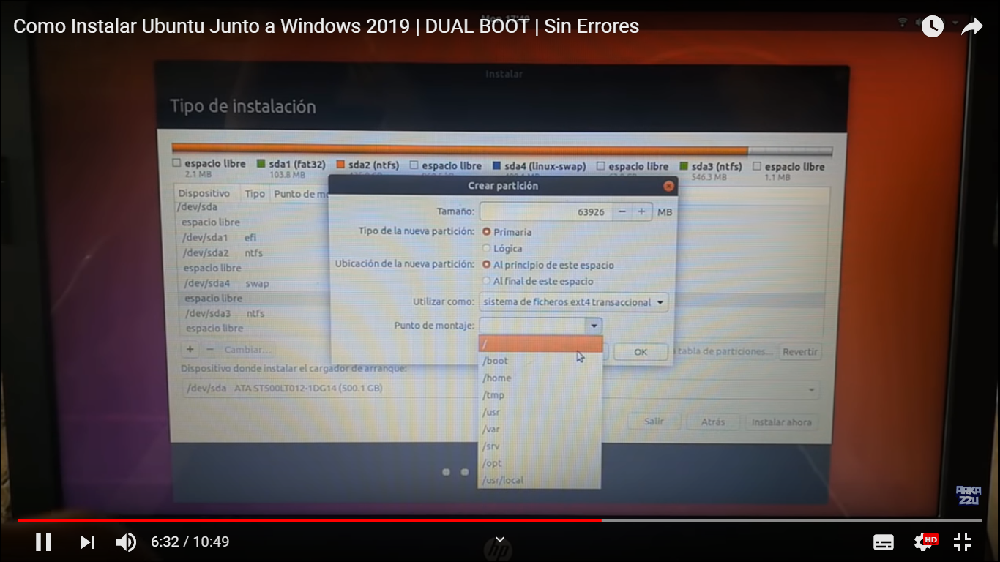 Como Instalar Ubuntu Junto a Windows 2019 | DUAL BOOT | Sin Errores
Instalar
Tipo de instalación
espacio libre sda1 (fat32) sda2 (ntfs) espacio libre sda4 (linux-swap) espacio libre sda3 (ntfs) espacio libre
2.1 MB 103.8 MB 546.3 MB 1.1 MB
Crear partición
Dispositivo Tipo Punto de mo
/dev/sda
espacio libre
/dev/sda1 efi
/dev/sda2 ntfs
espacio libre
/dev/sda4 swap
espacio libre
/dev/sda3 ntfs
espacio libre
+ − Cambiar...
Tamaño: 63926 − + MB
Tipo de la nueva partición: Primaria
Lógica
Ubicación de la nueva partición: Al principio de este espacio
Al final de este espacio
Utilizar como: sistema de ficheros ext4 transaccional
Punto de montaje:
/
/boot
/home
/tmp
/usr
/var
/srv
/opt
/usr/local
OK
tabla de particiones... Revertir
Dispositivo donde instalar el cargador de arranque:
/dev/sda ATA ST500LT012-1DG14 (500.1 GB)
Salir Atrás Instalar ahora
ARKA
ZZU
6:32 / 10:49
hp
HD